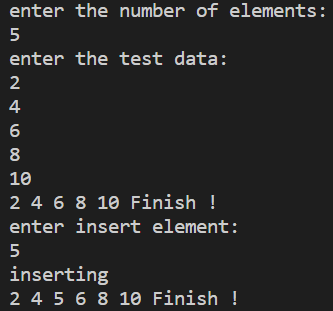 enter the number of elements:
5
enter the test data:
2
4
6
8
10
2 4 6 8 10 Finish !
enter insert element:
5
inserting
2 4 5 6 8 10 Finish !